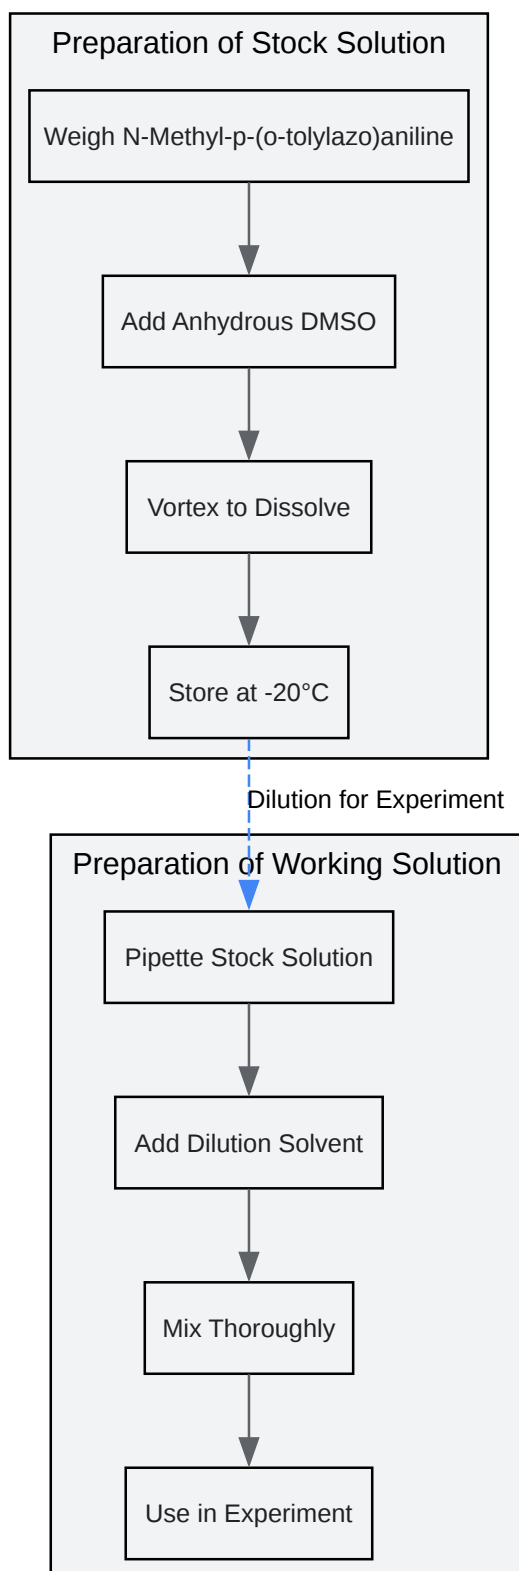 Preparation of Stock Solution
Weigh N-Methyl-p-(o-tolylazo)aniline
Add Anhydrous DMSO
Vortex to Dissolve
Store at -20°C
Dilution for Experiment
Preparation of Working Solution
Pipette Stock Solution
Add Dilution Solvent
Mix Thoroughly
Use in Experiment